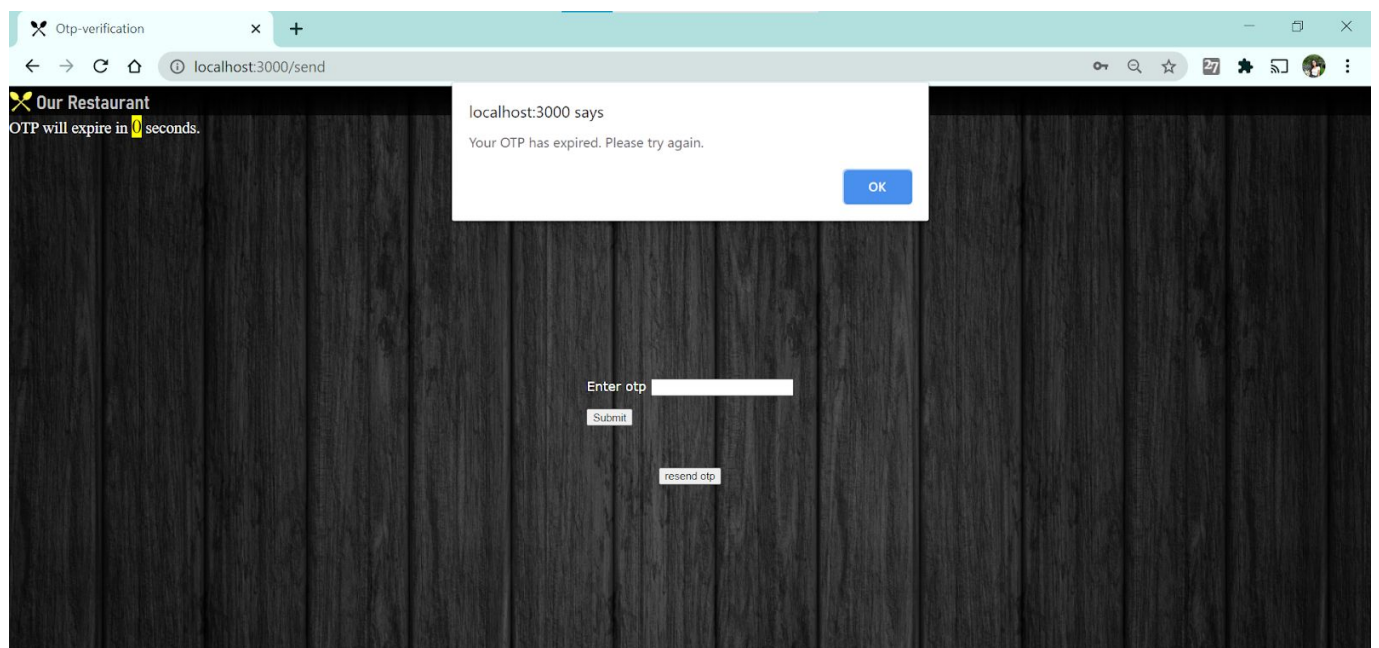 Otp-verification
localhost:3000/send
27
Our Restaurant
OTP will expire in 0 seconds.
localhost:3000 says
Your OTP has expired. Please try again.
OK
Enter otp
Submit
resend otp